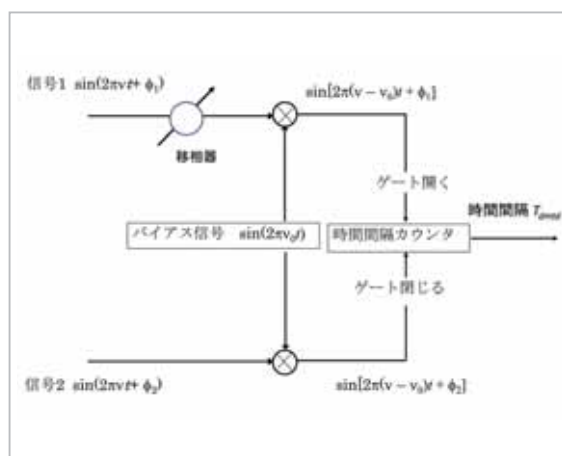 信号1 sin(2πνt+ϕ₁)
sin[2π(ν − ν₀)t + ϕ₁]
移相器
ゲート開く
時間間隔
バイアス信号 sin(2πν₀t)
時間間隔カウンタ
ゲート閉じる
信号2 sin(2πνt+ϕ₂)
sin[2π(ν − ν₀)t + ϕ₂]